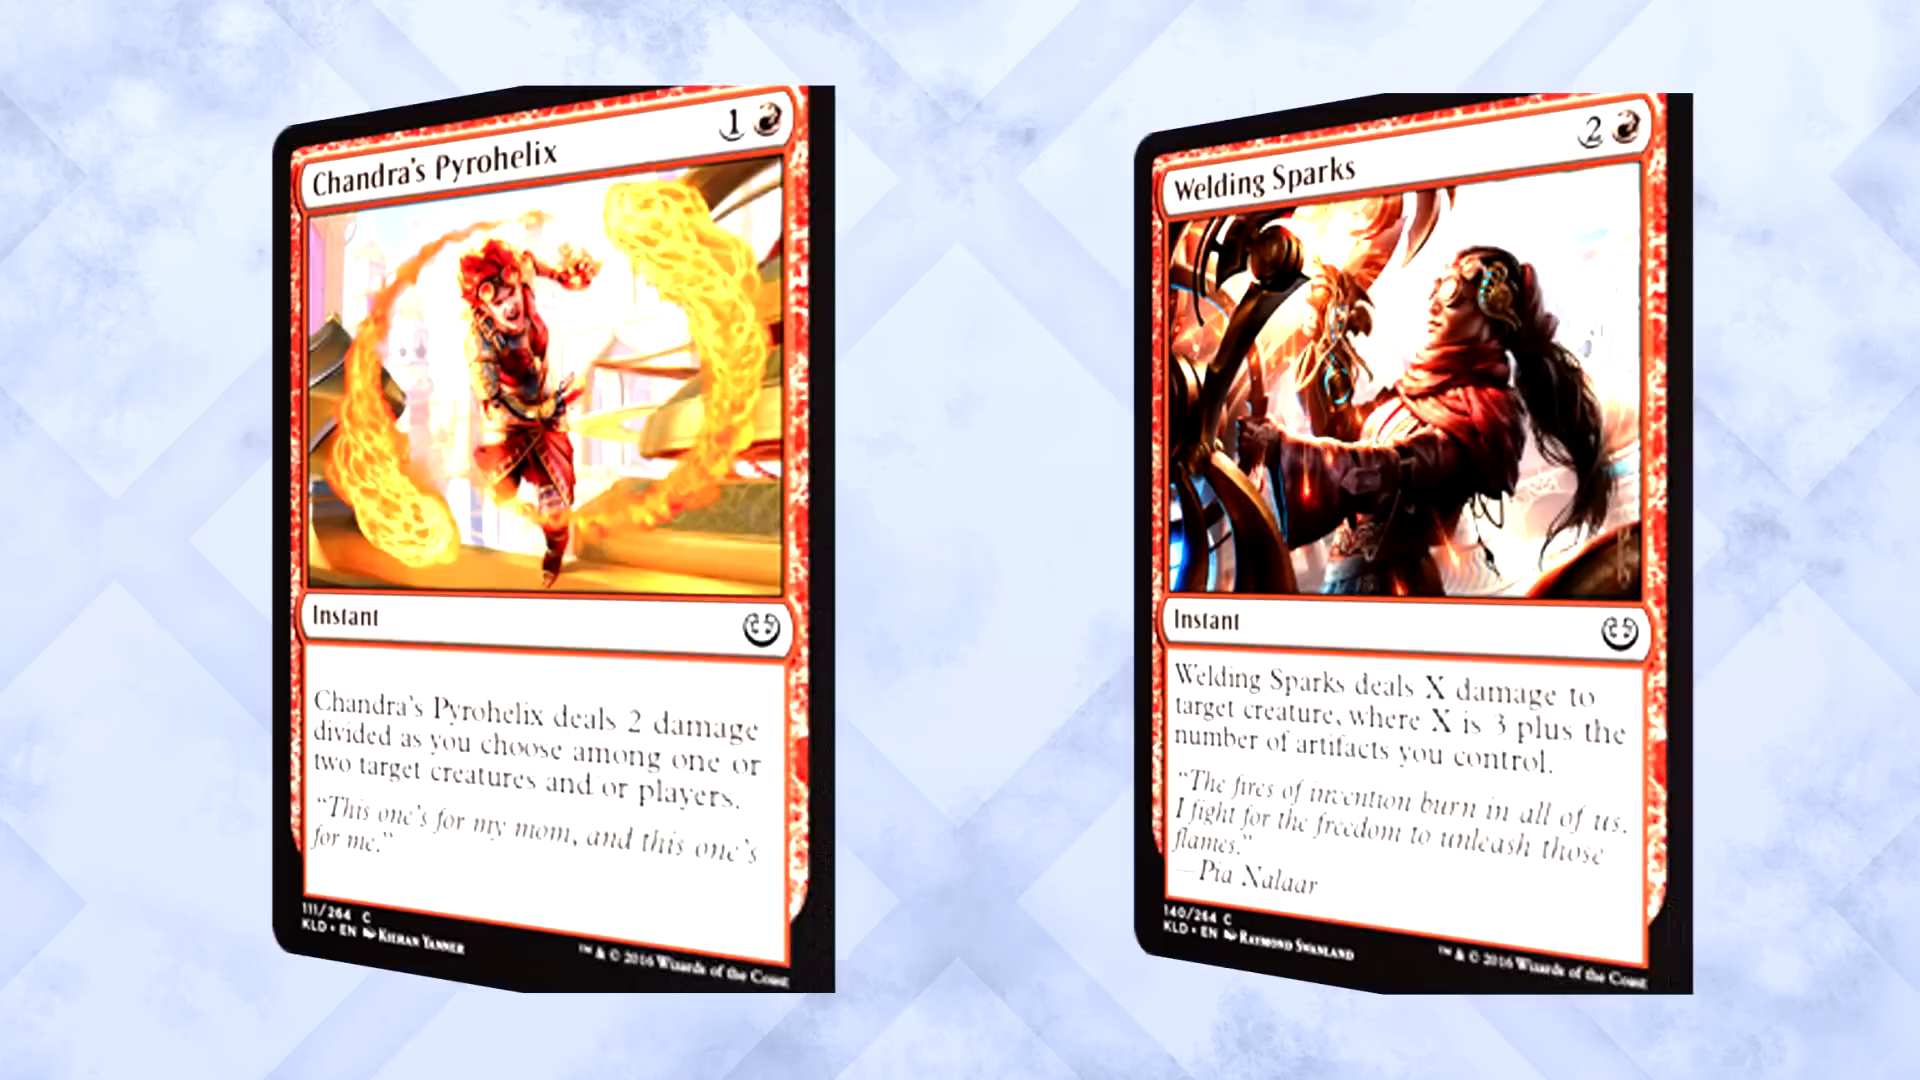 Chandra's Pyrohelix
1
Instant
Chandra's Pyrohelix deals 2 damage
divided as you choose among one or
two target creatures and or players.
"This one's for my mom, and this one's
for me."
111/264 C
KLD • EN Kieran Yanner
™ & © 2016 Wizards of the Coast
Welding Sparks
2
Instant
Welding Sparks deals X damage to
target creature, where X is 3 plus the
number of artifacts you control.
"The fires of invention burn in all of us.
I fight for the freedom to unleash those
flames."
—Pia Nalaar
140/264 C
KLD • EN Raymond Swanland
™ & © 2016 Wizards of the Coast